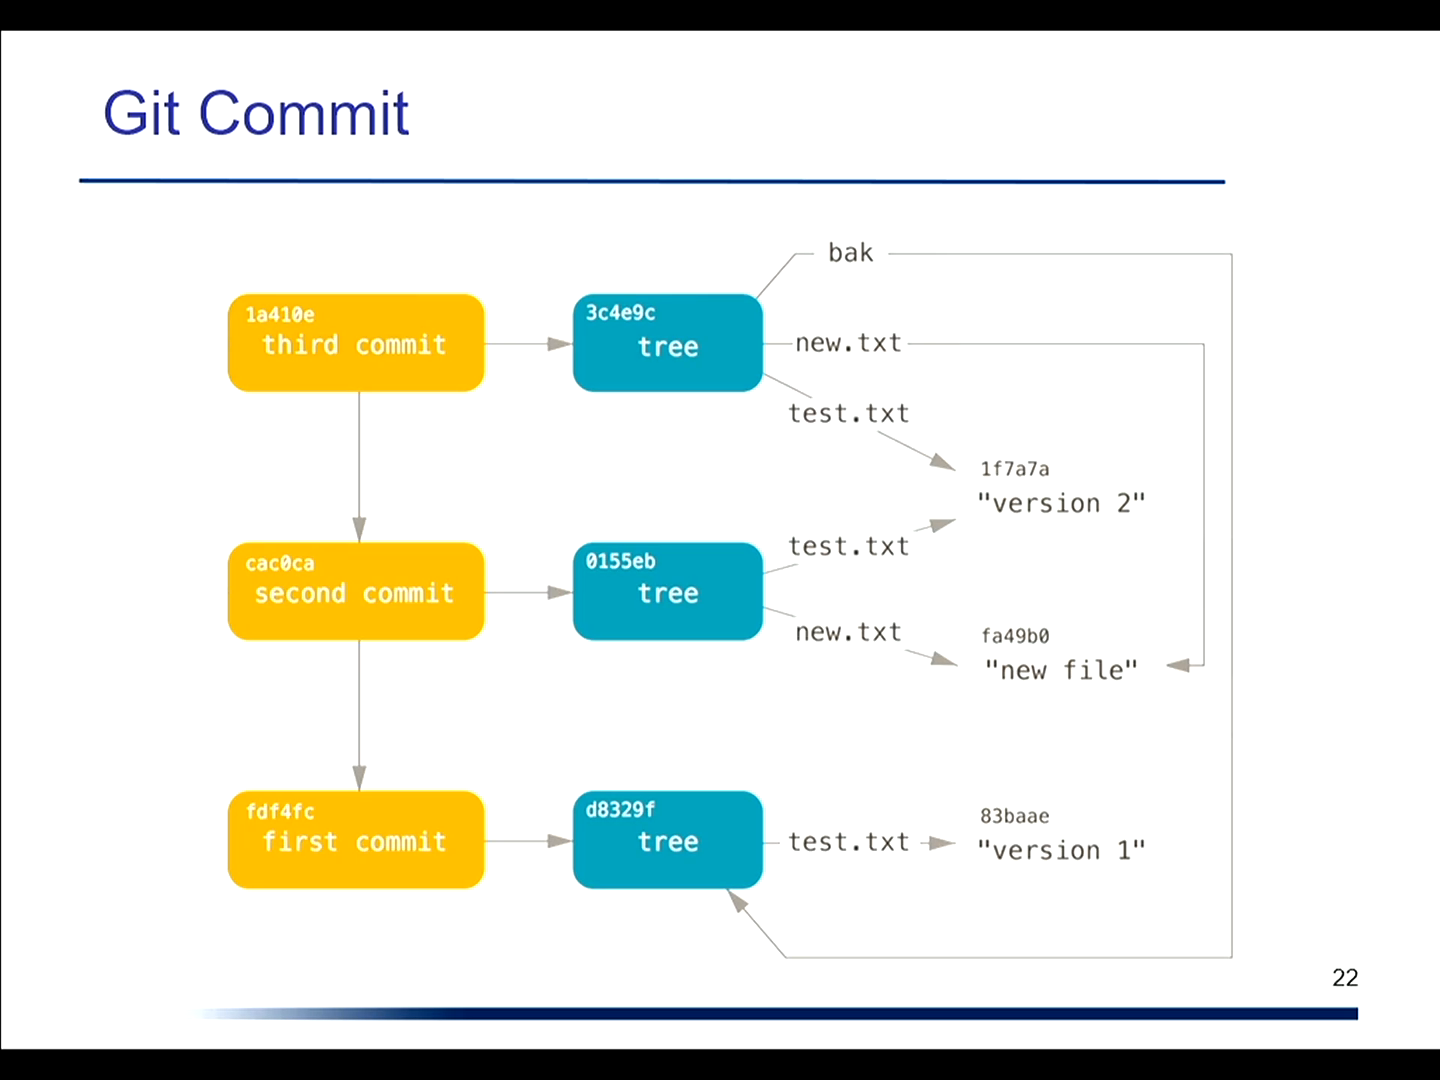 Git Commit
bak
1a410e
third commit
3c4e9c
tree
new.txt
test.txt
1f7a7a
"version 2"
cac0ca
second commit
0155eb
tree
test.txt
new.txt
fa49b0
"new file"
fdf4fc
first commit
d8329f
tree
test.txt
83baae
"version 1"
22